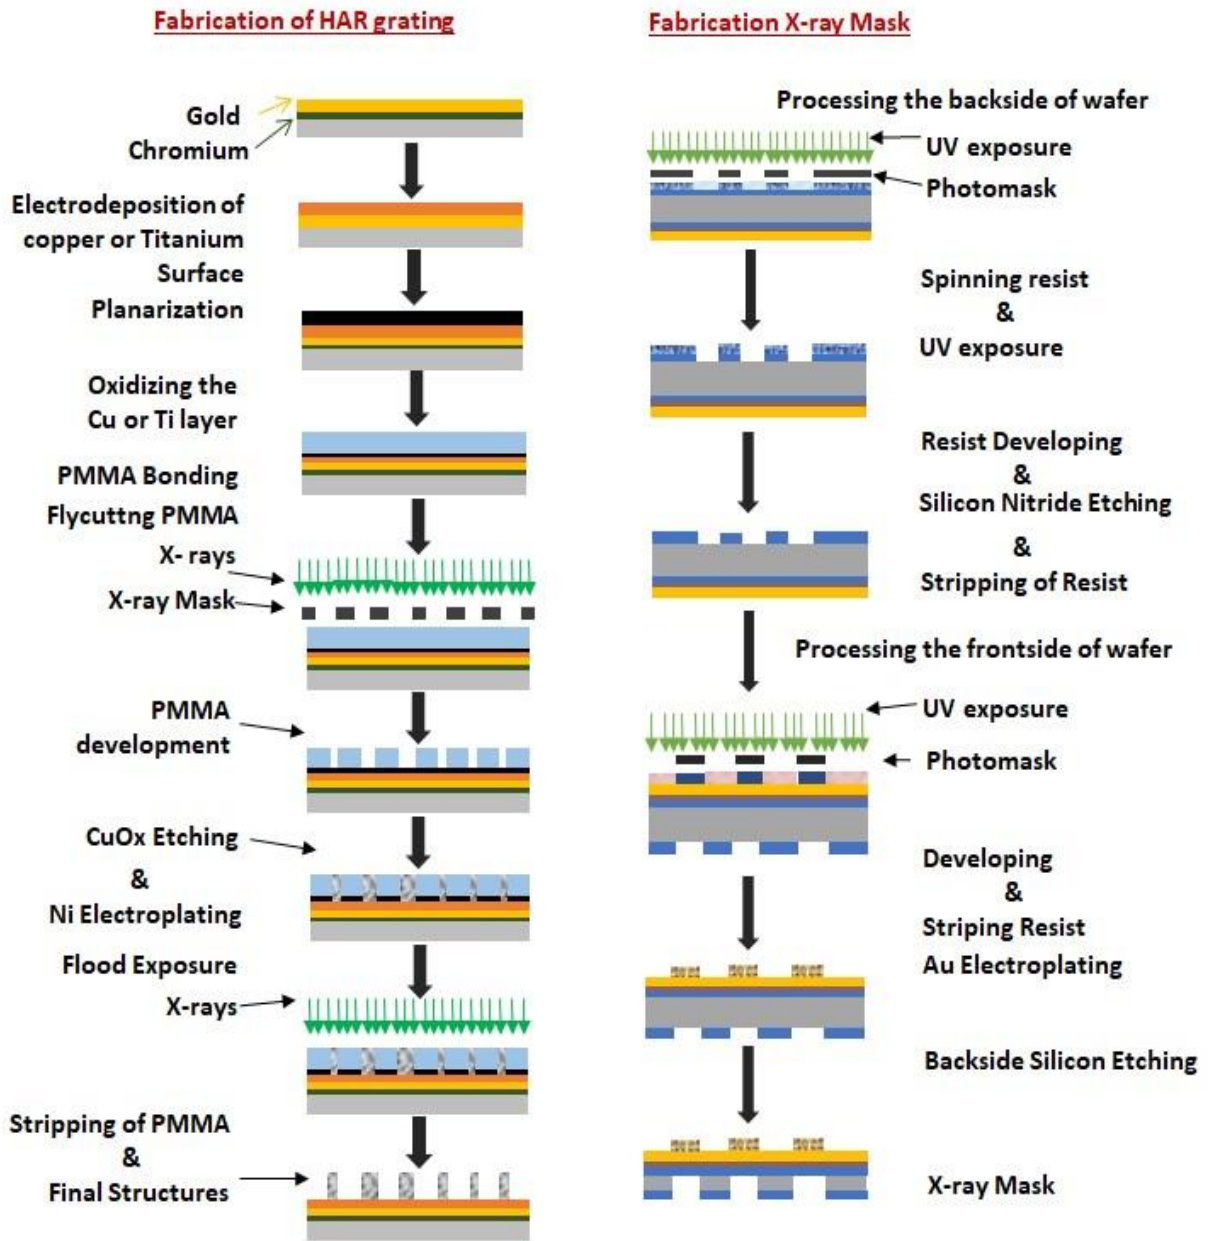 Fabrication of HAR grating
Gold
Chromium
Electrodeposition of
copper or Titanium
Surface
Planarization
Oxidizing the
Cu or Ti layer
PMMA Bonding
Flycuttng PMMA
X- rays
X-ray Mask
PMMA
development
CuOx Etching
&
Ni Electroplating
Flood Exposure
X-rays
Stripping of PMMA
&
Final Structures
Fabrication X-ray Mask
Processing the backside of wafer
UV exposure
Photomask
Spinning resist
&
UV exposure
Resist Developing
&
Silicon Nitride Etching
&
Stripping of Resist
Processing the frontside of wafer
UV exposure
Photomask
Developing
&
Striping Resist
Au Electroplating
Backside Silicon Etching
X-ray Mask